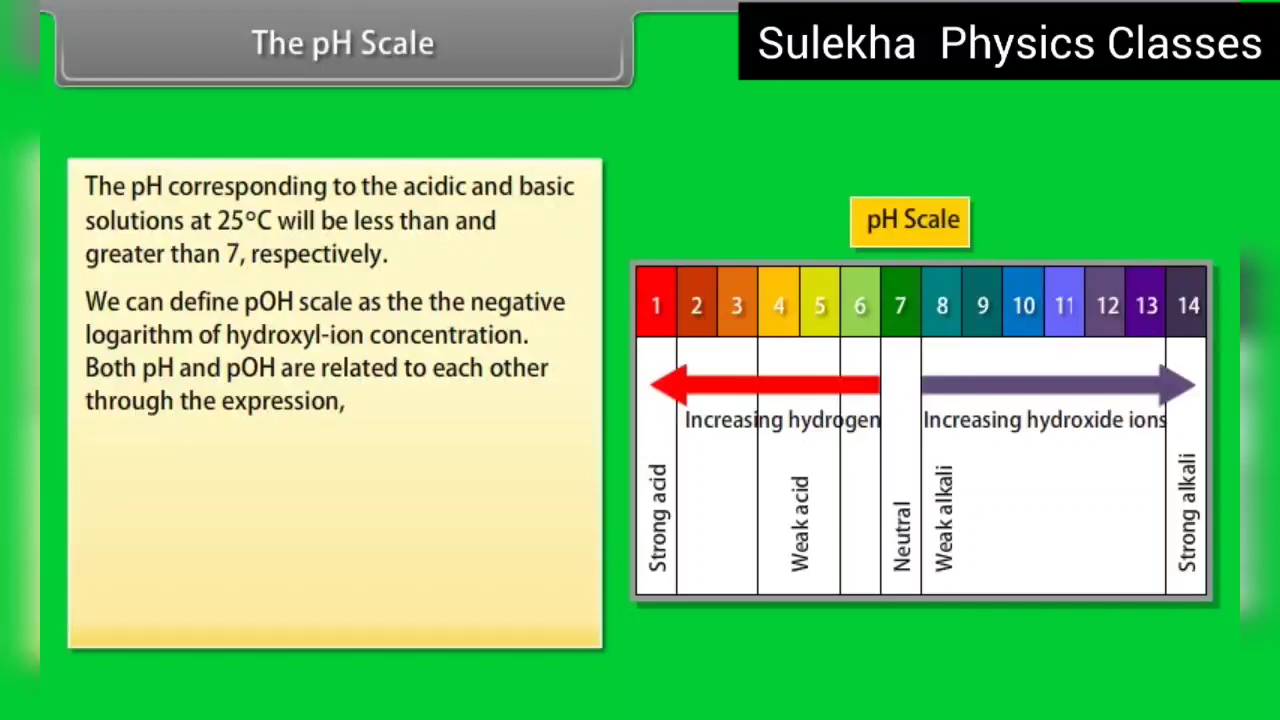 The pH Scale
Sulekha Physics Classes
The pH corresponding to the acidic and basic
solutions at 25°C will be less than and
greater than 7, respectively.
We can define pOH scale as the the negative
logarithm of hydroxyl-ion concentration.
Both pH and pOH are related to each other
through the expression,
pH Scale
1 2 3 4 5 6 7 8 9 10 11 12 13 14
Increasing hydrogen Increasing hydroxide ions
Strong acid
Weak acid
Neutral
Weak alkali
Strong alkali